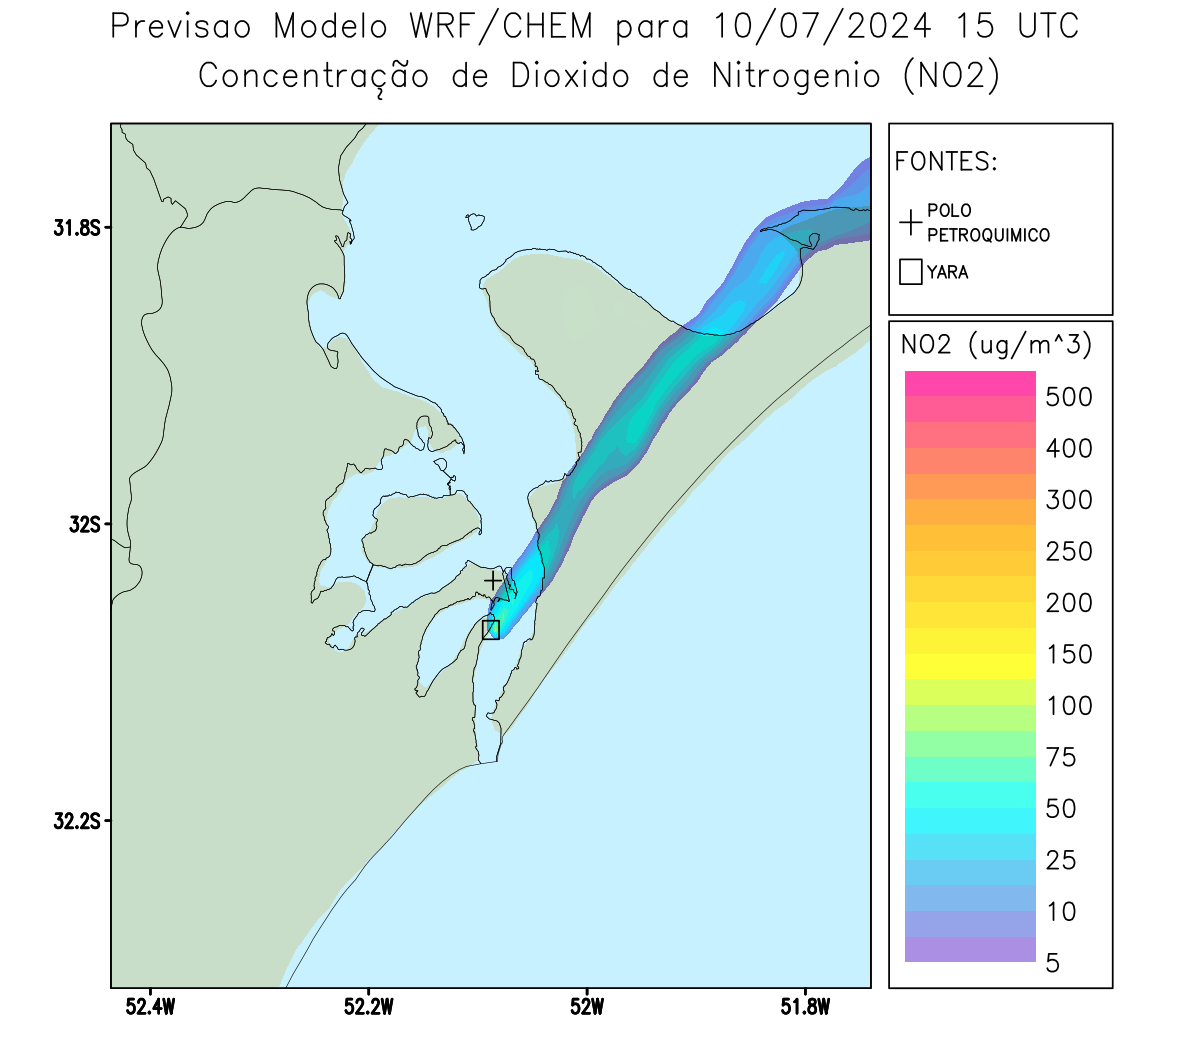 Previsao Modelo WRF/CHEM para 10/07/2024 15 UTC
Concentração de Dioxido de Nitrogenio (NO2)
FONTES:
POLO
PETROQUIMICO
YARA
NO2 (ug/m^3)
500
400
300
250
200
150
100
75
50
25
10
5
31.8S
32S
32.2S
52.4W
52.2W
52W
51.8W